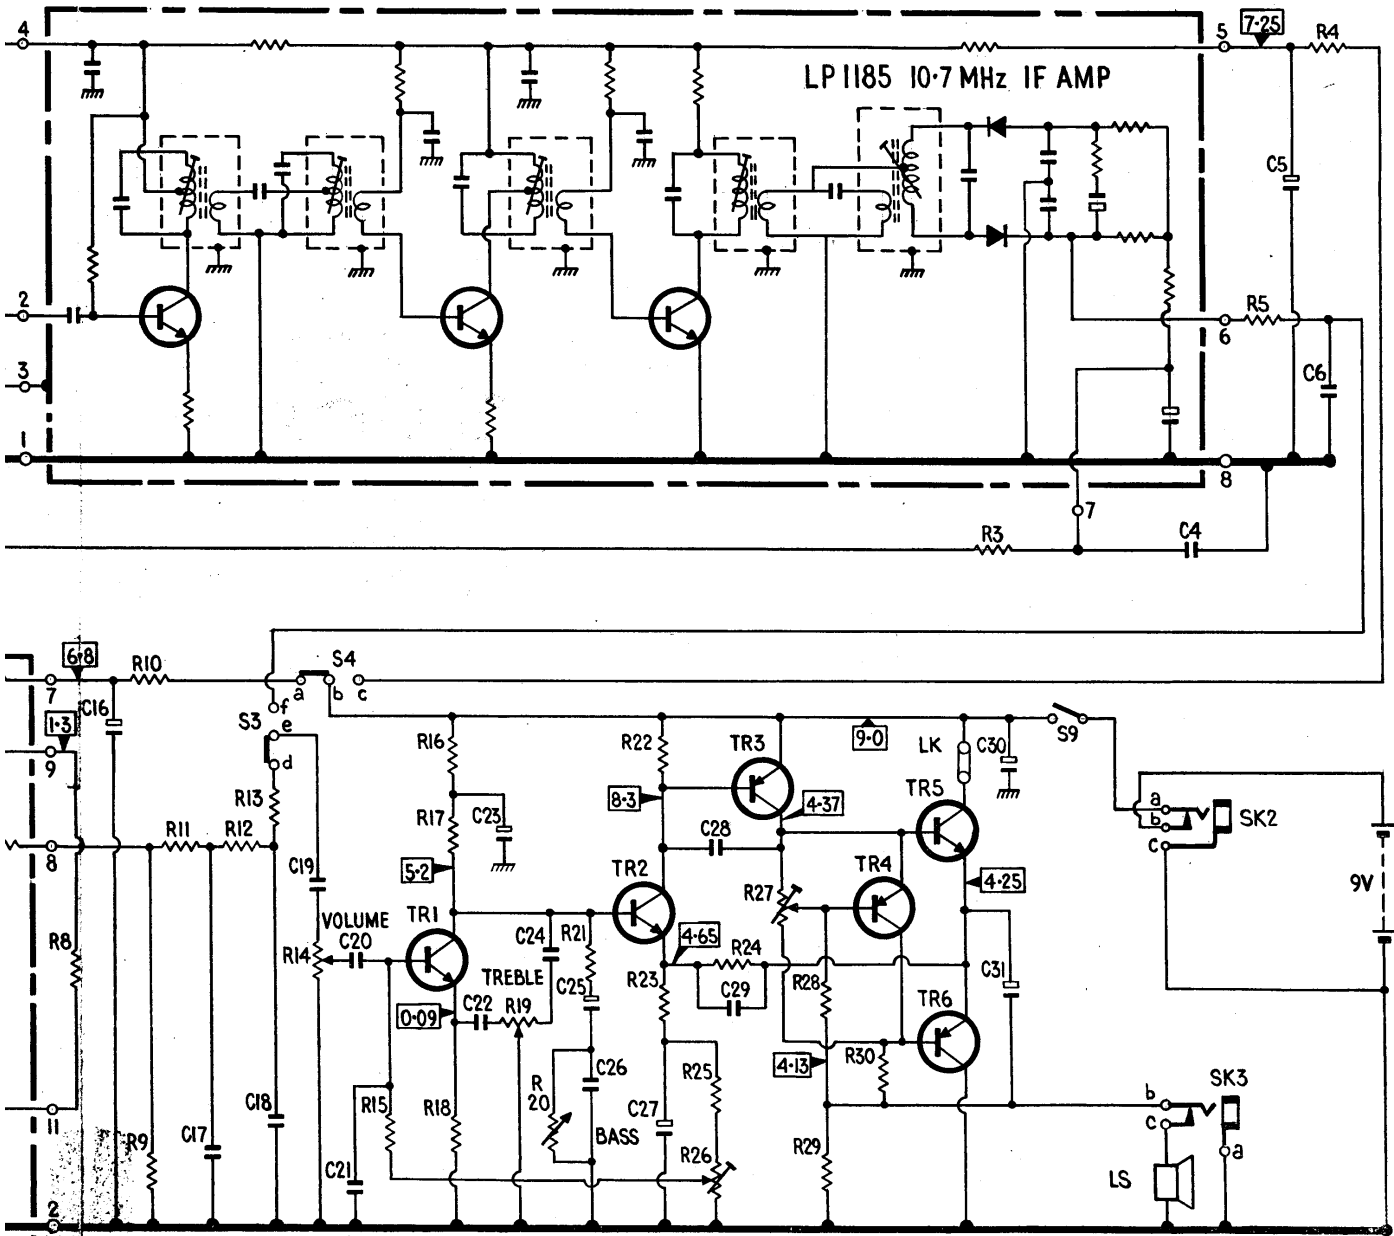 4
5
7·25
R4
LP1185 10·7 MHz IF AMP
C5
2
R5
6
3
C6
1
8
7
R3
C4
6·8
R10
S4
7
a
b
c
C16
f
S3
e
1·3
9
d
R16
R22
TR3
9·0
LK
C30
S9
8·3
4·37
TR5
a
b
c
SK2
R13
R17
C23
R11
R12
C28
8
5·2
TR2
TR4
C19
R27
4·25
9V
VOLUME
TR1
R8
R14
C20
C24
R21
4·65
R24
TREBLE
C25
R23
C29
R28
C31
0·09
C22
R19
TR6
4·13
R30
C26
R25
R
20
SK3
b
c
11
C18
R15
R18
C27
R9
C17
BASS
R26
R29
a
C21
LS
2